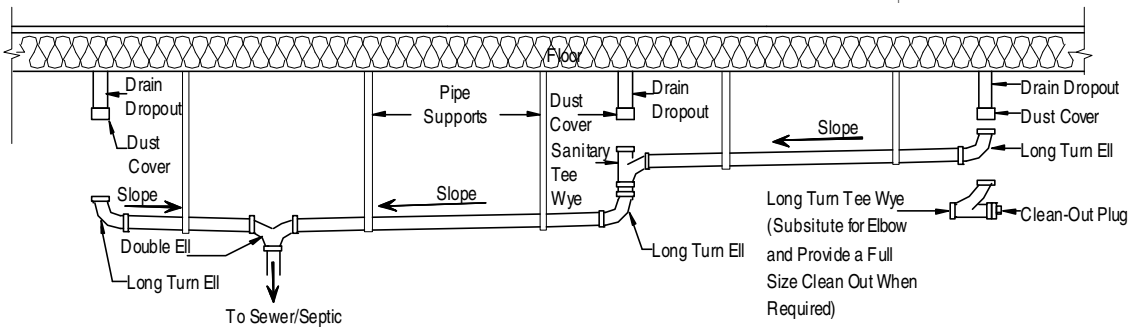 Floor
Drain
Dropout
Dust
Cover
Pipe
Supports
Dust
Cover
Sanitary
Tee
Wye
Drain
Dropout
Slope
Drain Dropout
Dust Cover
Long Turn Ell
Slope
Slope
Double Ell
Long Turn Ell
To Sewer/Septic
Long Turn Ell
Long Turn Tee Wye
(Subsitute for Elbow
and Provide a Full
Size Clean Out When
Required)
Clean-Out Plug